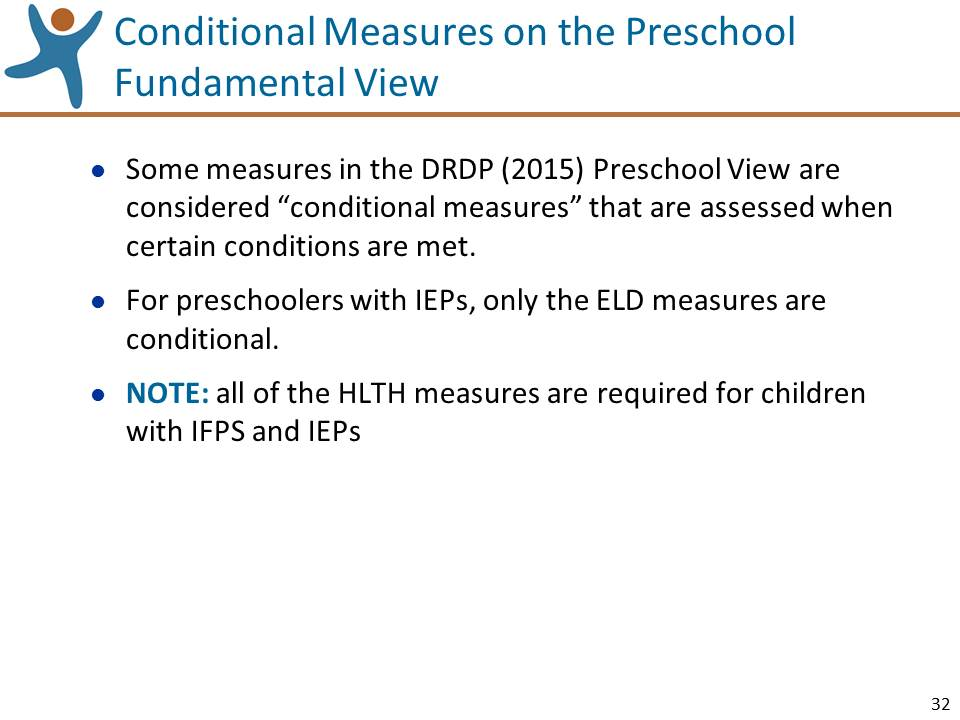 Conditional Measures on the Preschool
Fundamental View
● Some measures in the DRDP (2015) Preschool View are
considered “conditional measures” that are assessed when
certain conditions are met.
● For preschoolers with IEPs, only the ELD measures are
conditional.
● NOTE: all of the HLTH measures are required for children
with IFPS and IEPs
32